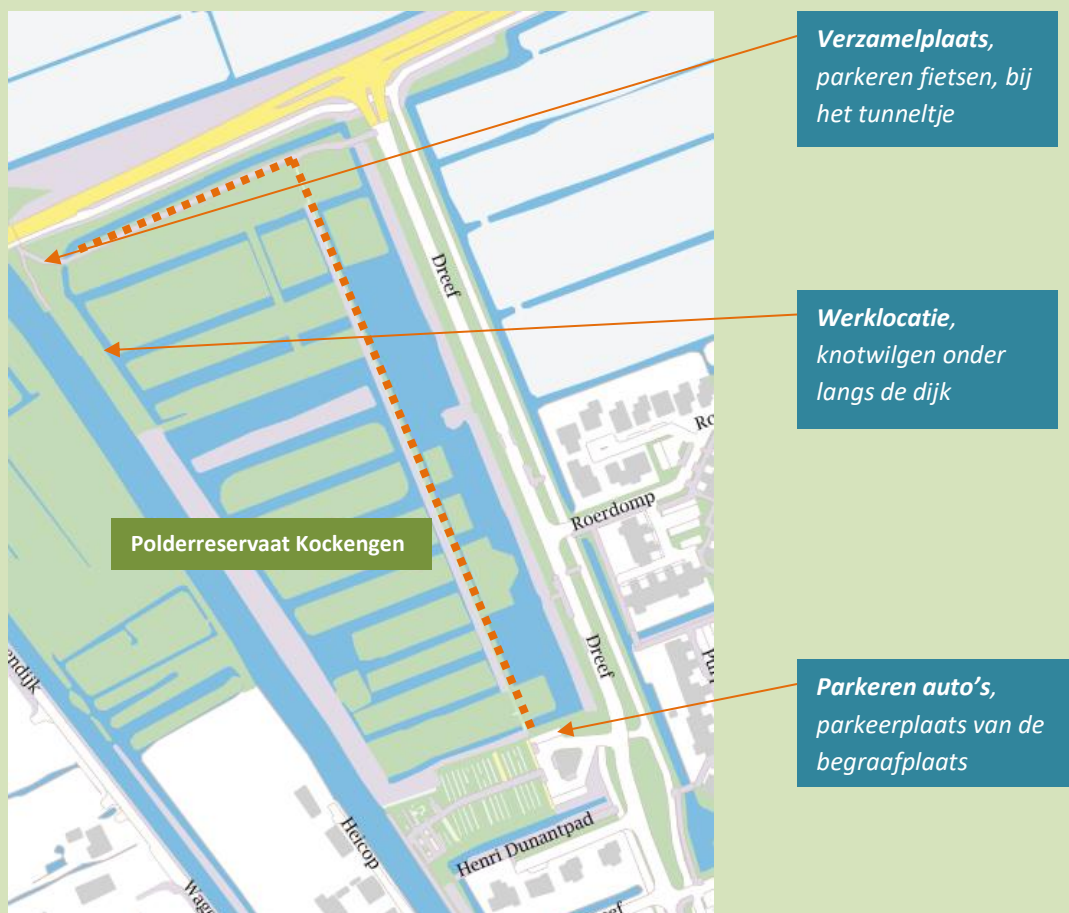 Verzamelplaats,
parkeren fietsen, bij
het tunneltje
Dreef
Werklocatie,
knotwilgen onder
langs de dijk
Roerdomp
Polderreservaat Kockengen
Dreef
Parkeren auto's,
parkeerplaats van de
begraafplaats
Heicop
Henri Dunantpad